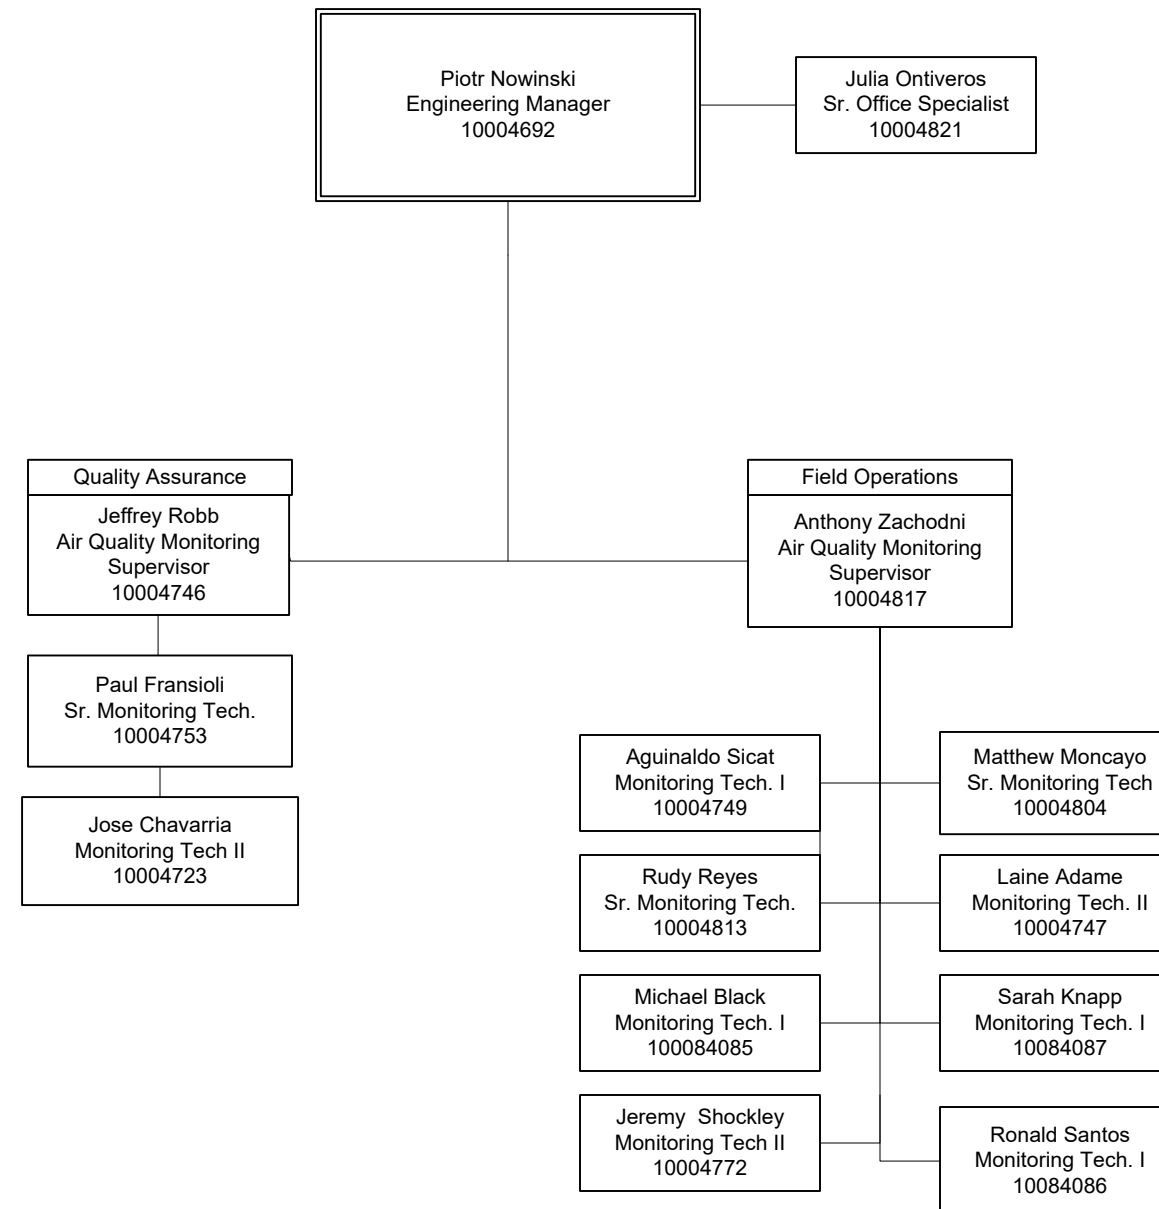 Piotr Nowinski
Engineering Manager
10004692
Julia Ontiveros
Sr. Office Specialist
10004821
Quality Assurance
Jeffrey Robb
Air Quality Monitoring
Supervisor
10004746
Field Operations
Anthony Zachodni
Air Quality Monitoring
Supervisor
10004817
Paul Fransioli
Sr. Monitoring Tech.
10004753
Jose Chavarria
Monitoring Tech II
10004723
Aguinaldo Sicat
Monitoring Tech. I
10004749
Matthew Moncayo
Sr. Monitoring Tech
10004804
Rudy Reyes
Sr. Monitoring Tech.
10004813
Laine Adame
Monitoring Tech. II
10004747
Michael Black
Monitoring Tech. I
100084085
Sarah Knapp
Monitoring Tech. I
10084087
Jeremy  Shockley
Monitoring Tech II
10004772
Ronald Santos
Monitoring Tech. I
10084086